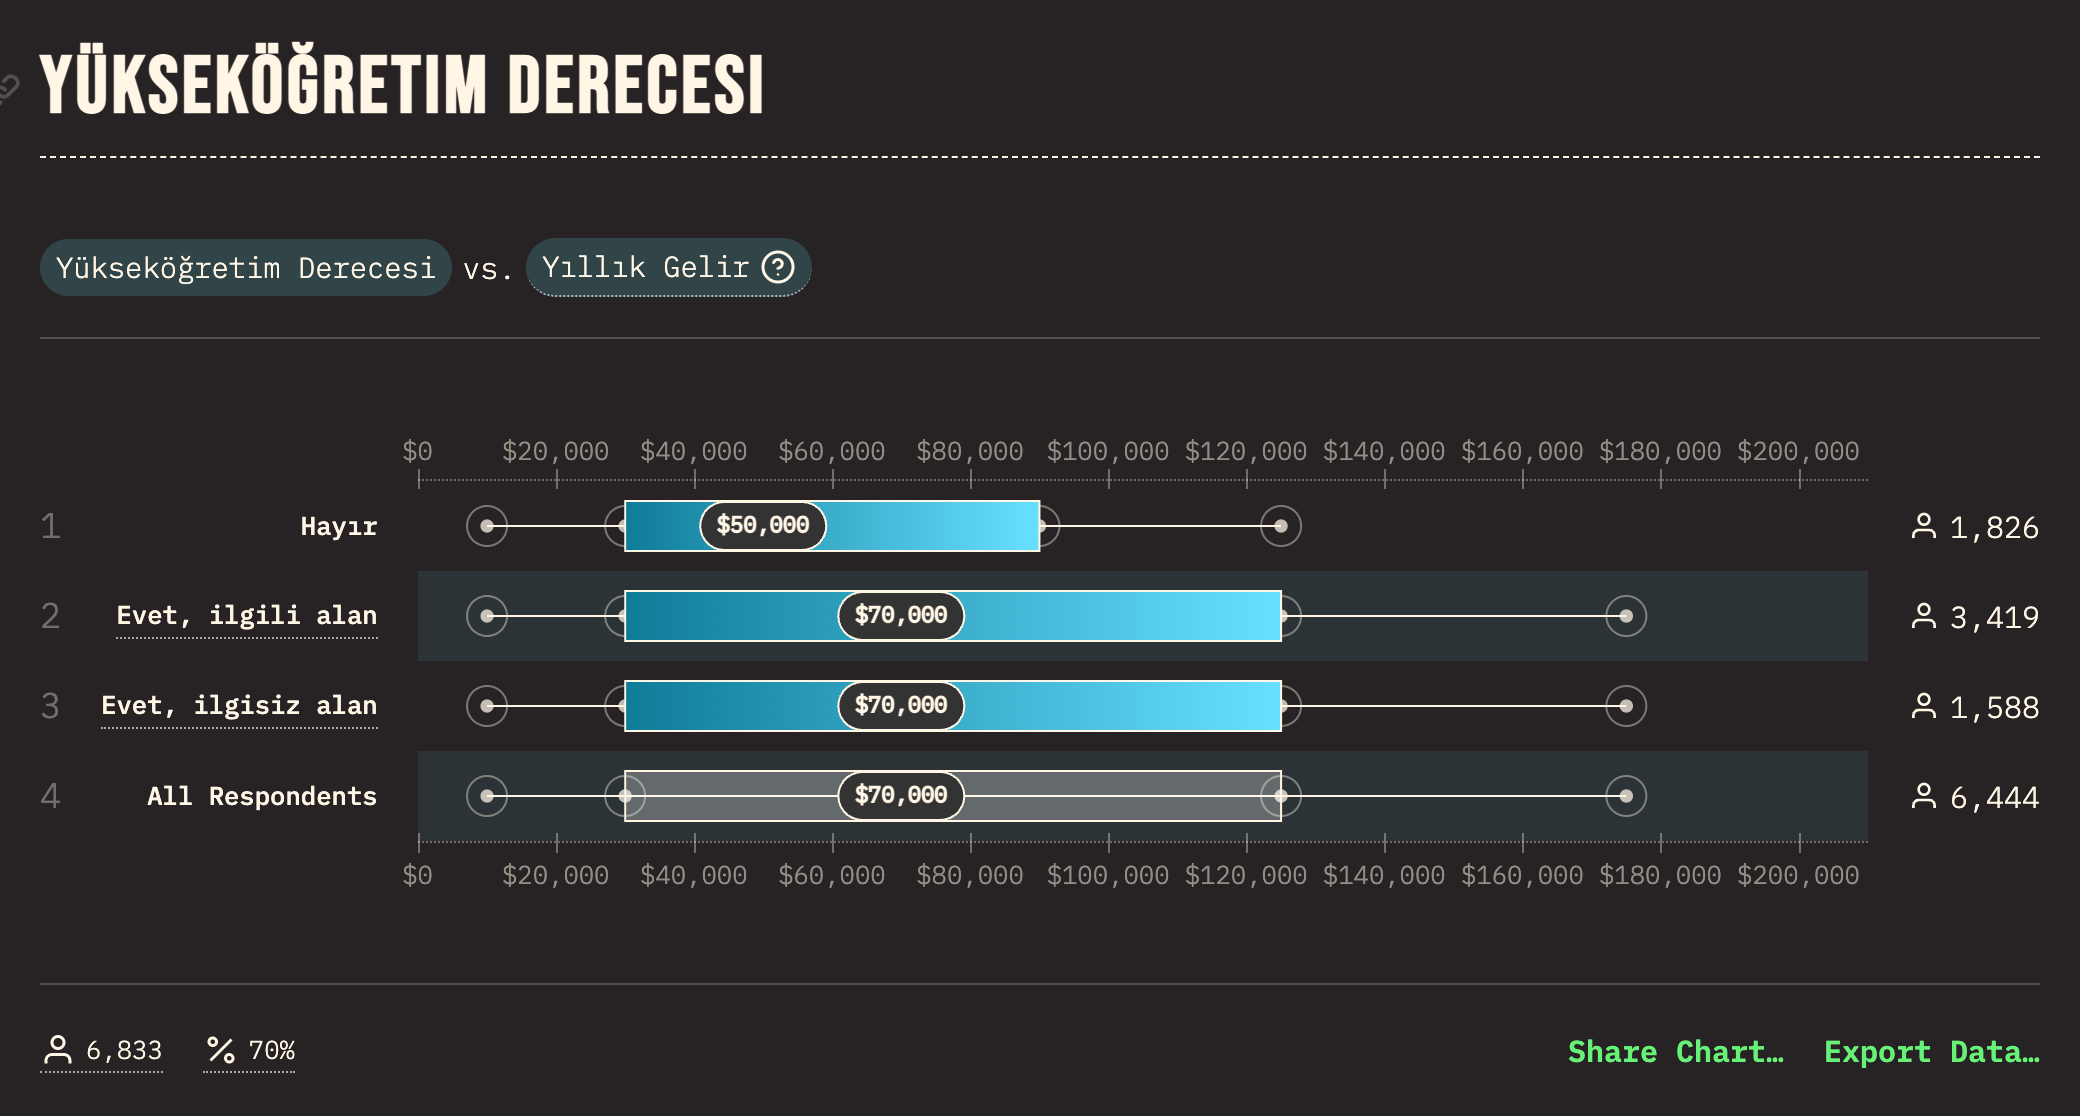 YÜKSEKÖĞRETIM DERECESI
Yükseköğretim Derecesi vs. Yıllık Gelir ?
$0 $20,000 $40,000 $60,000 $80,000 $100,000 $120,000 $140,000 $160,000 $180,000 $200,000
1 Hayır $50,000 1,826
2 Evet, ilgili alan $70,000 3,419
3 Evet, ilgisiz alan $70,000 1,588
4 All Respondents $70,000 6,444
$0 $20,000 $40,000 $60,000 $80,000 $100,000 $120,000 $140,000 $160,000 $180,000 $200,000
6,833 % 70% Share Chart… Export Data…